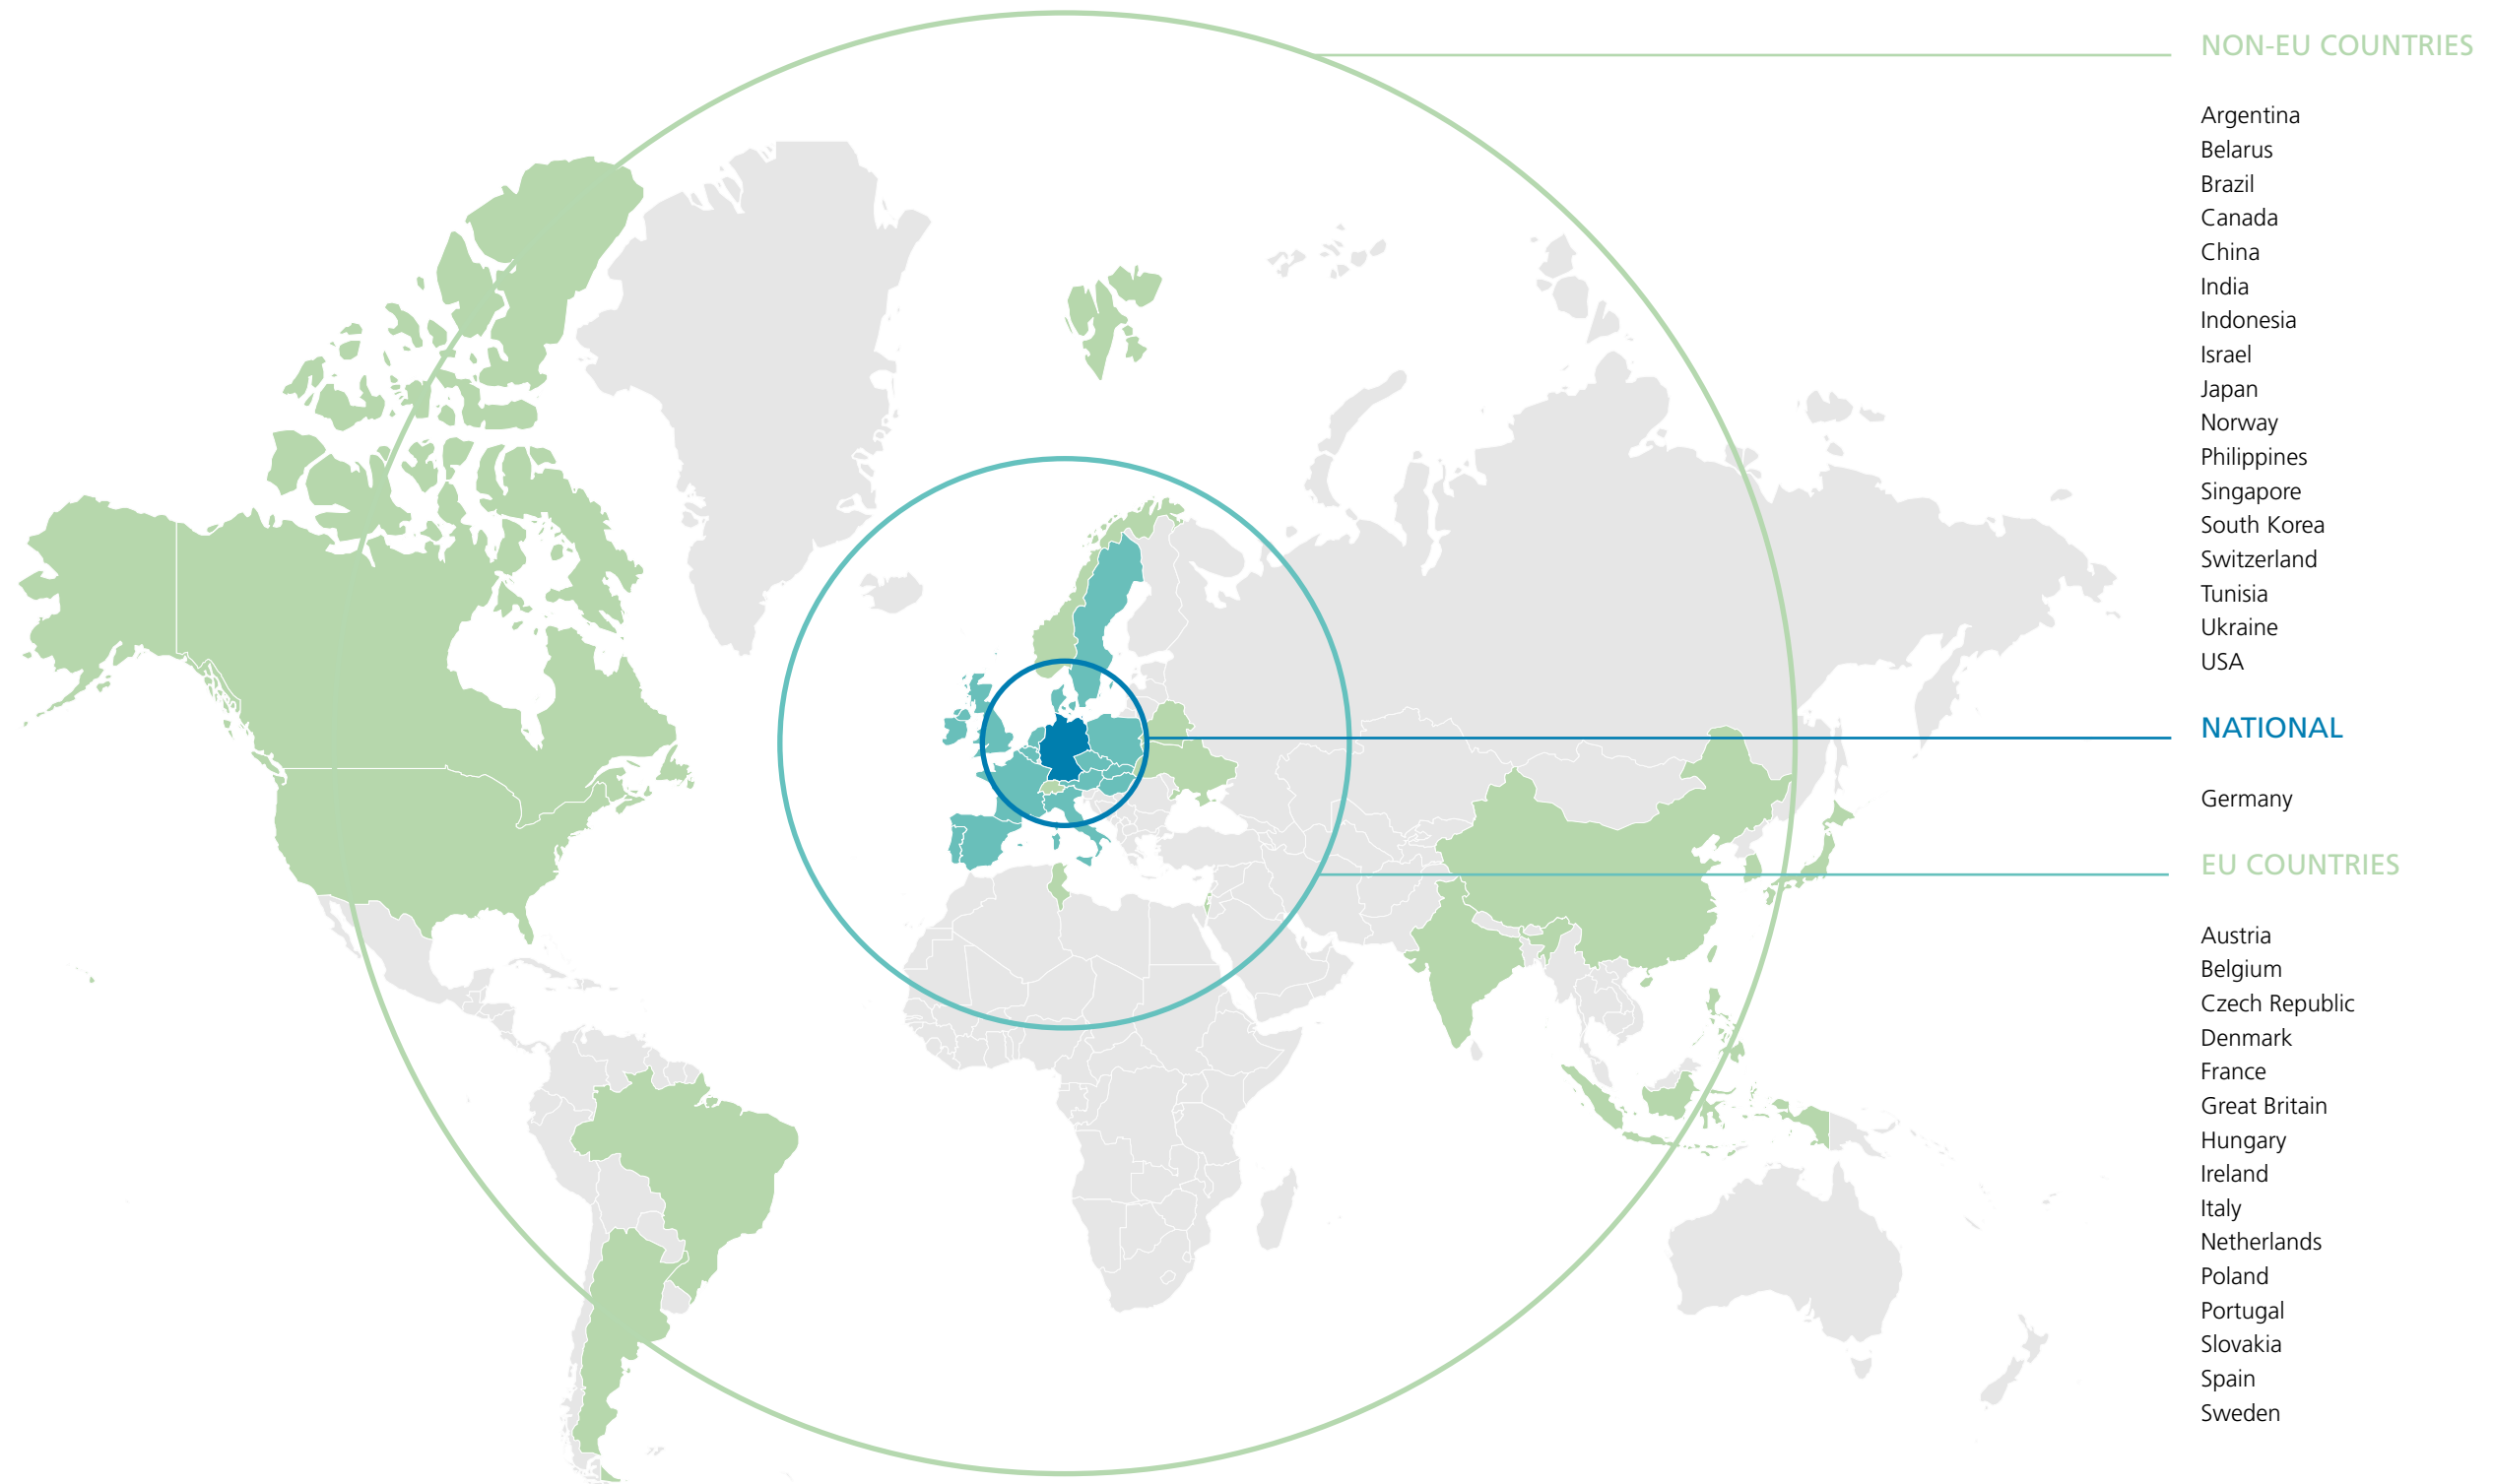 NON-EU COUNTRIES
Argentina
Belarus
Brazil
Canada
China
India
Indonesia
Israel
Japan
Norway
Philippines
Singapore
South Korea
Switzerland
Tunisia
Ukraine
USA
NATIONAL
Germany
EU COUNTRIES
Austria
Belgium
Czech Republic
Denmark
France
Great Britain
Hungary
Ireland
Italy
Netherlands
Poland
Portugal
Slovakia
Spain
Sweden